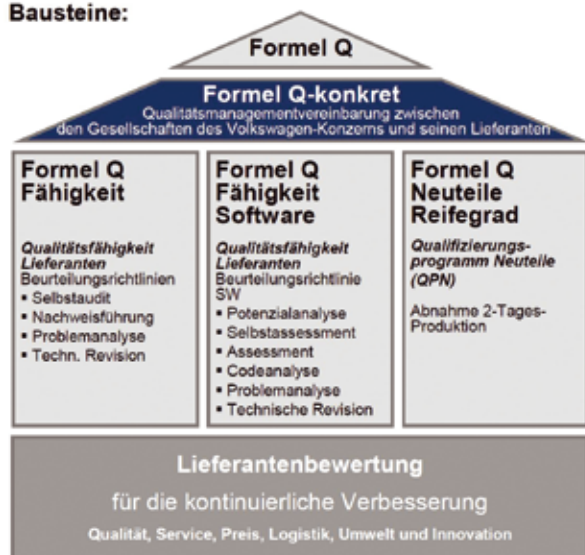 Bausteine:
Formel Q
Formel Q-konkret
Qualitätsmanagementvereinbarung zwischen
den Gesellschaften des Volkswagen-Konzerns und seinen Lieferanten
Formel Q
Fähigkeit
Qualitätsfähigkeit
Lieferanten
Beurteilungsrichtlinien
▪ Selbstaudit
▪ Nachweisführung
▪ Problemanalyse
▪ Techn. Revision
Formel Q
Fähigkeit
Software
Qualitätsfähigkeit
Lieferanten
Beurteilungsrichtlinie
SW
▪ Potenzialanalyse
▪ Selbstassessment
▪ Assessment
▪ Codeanalyse
▪ Problemanalyse
▪ Technische Revision
Formel Q
Neuteile
Reifegrad
Qualifizierungs-
programm Neuteile
(QPN)
Abnahme 2-Tages-
Produktion
Lieferantenbewertung
für die kontinuierliche Verbesserung
Qualität, Service, Preis, Logistik, Umwelt und Innovation